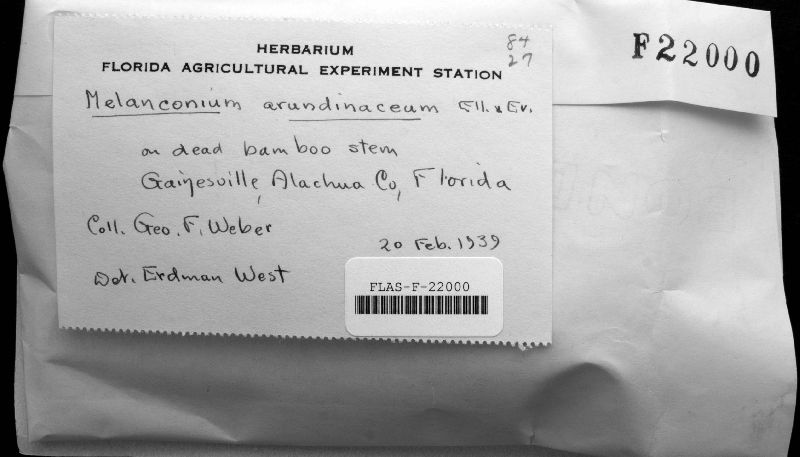 F22000
84
27
HERBARIUM
FLORIDA AGRICULTURAL EXPERIMENT STATION
Melanconium arundinaceum Ell. & Ev.
on dead bamboo stem
Gainesville, Alachua Co, Florida
Coll. Geo. F. Weber
20 Feb. 1939
Det. Erdman West
FLAS-F-22000